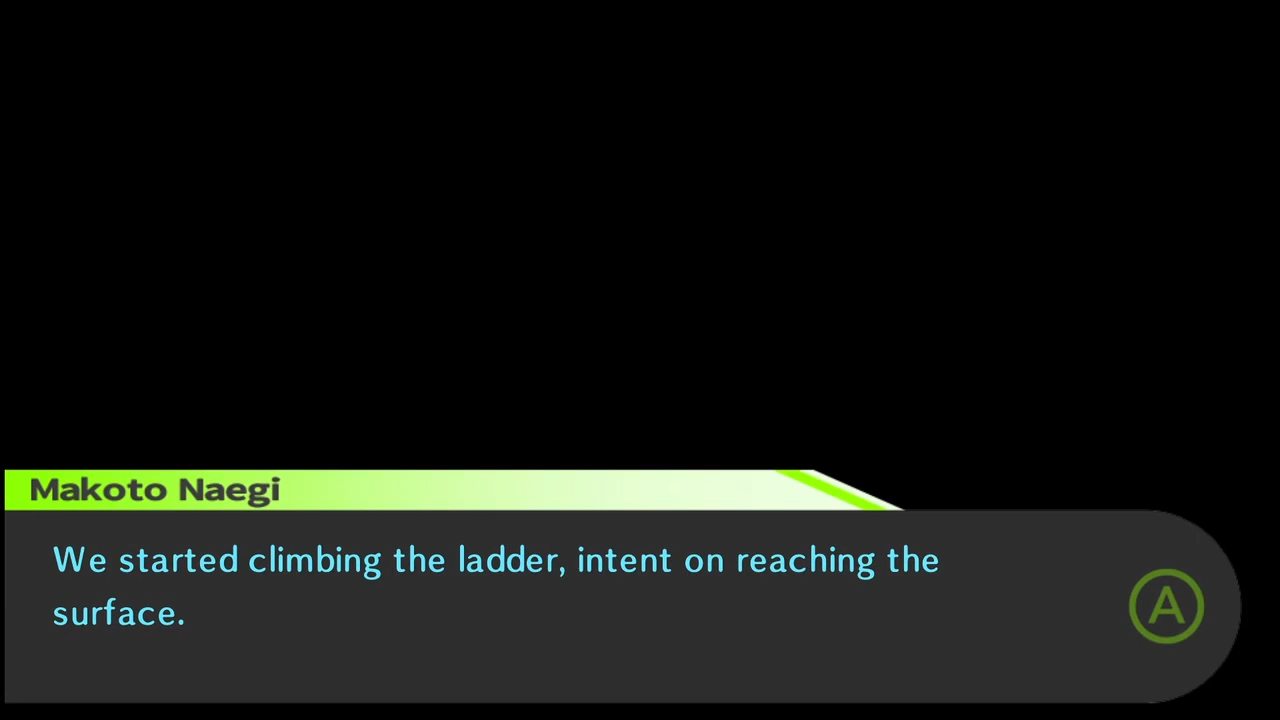 Makoto Naegi
We started climbing the ladder, intent on reaching the
surface.
A